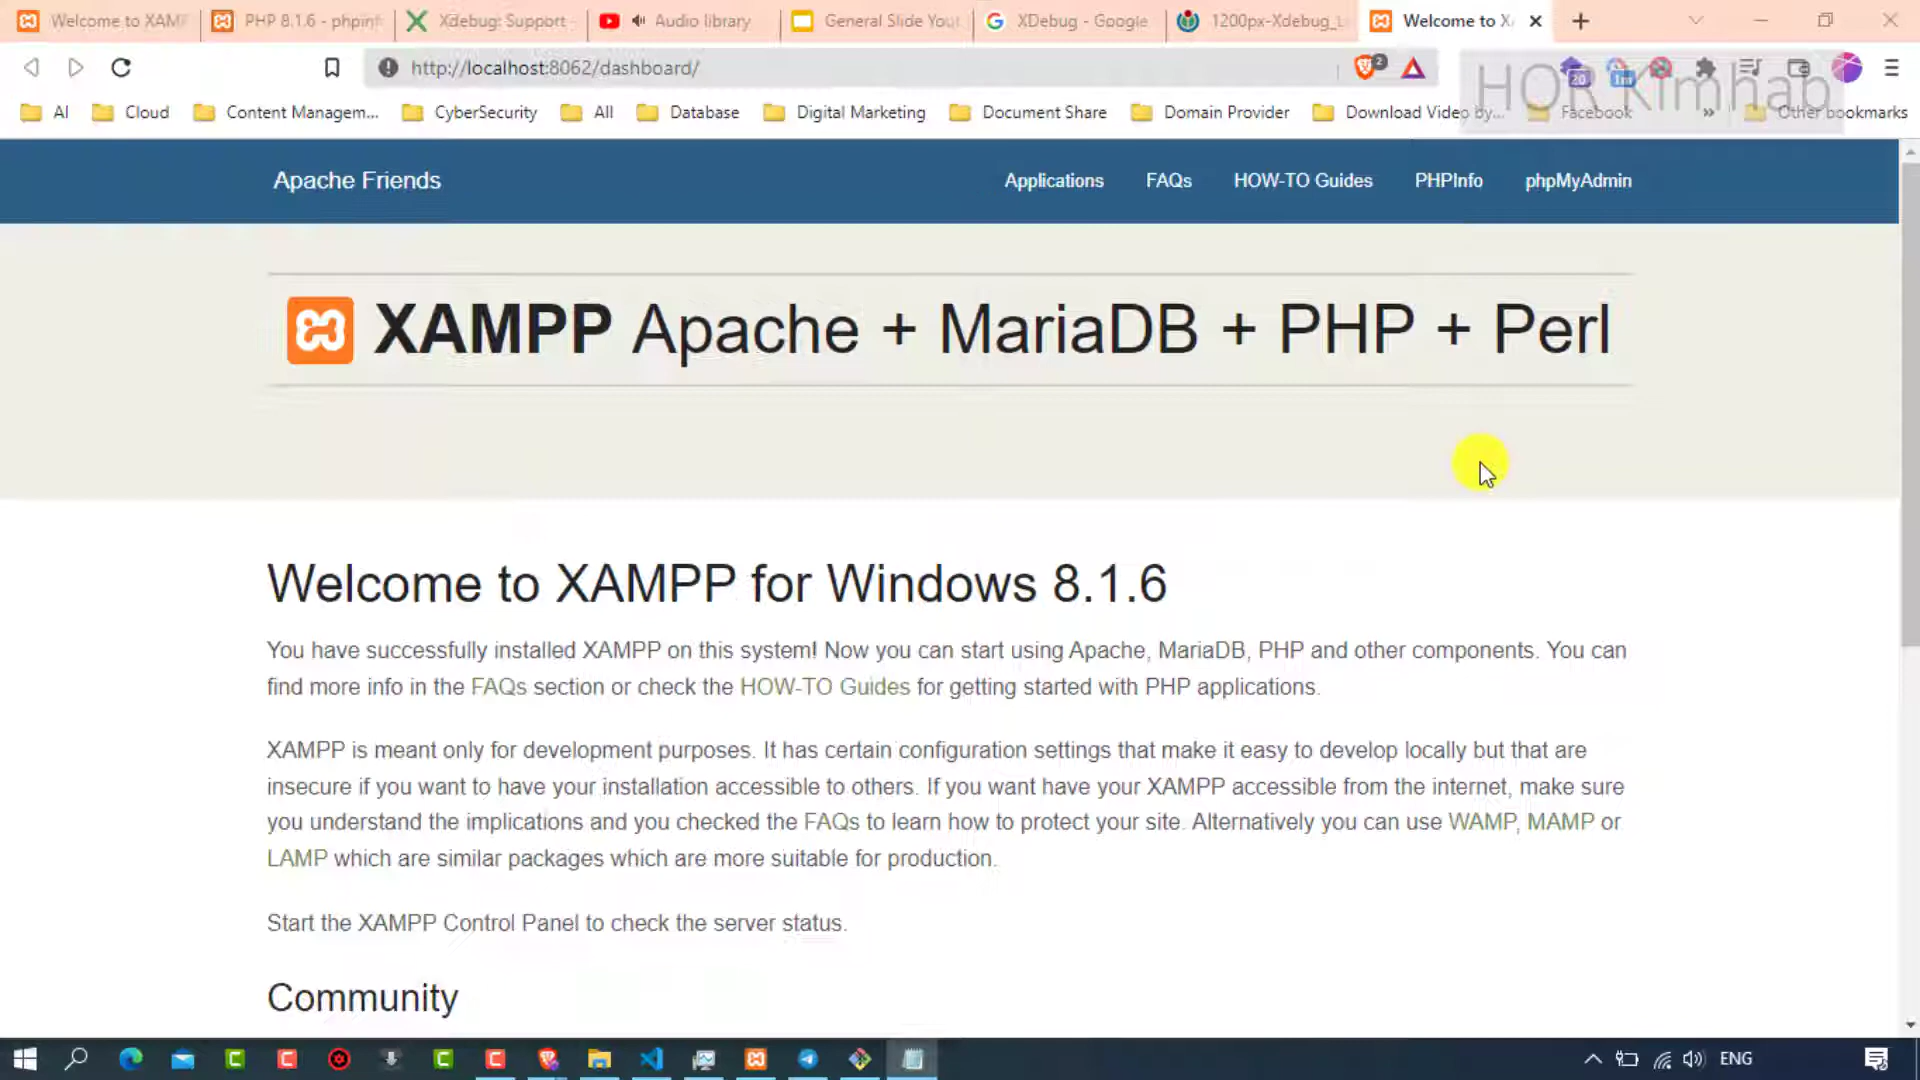 Welcome to XAMP
PHP 8.1.6 - phpinf
Xdebug: Support -
Audio library
General Slide Yout
XDebug - Google
1200px-Xdebug_L
Welcome to XA
http://localhost:8062/dashboard/
2
20
1m
HOR Kimhab
AI
Cloud
Content Managem...
CyberSecurity
All
Database
Digital Marketing
Document Share
Domain Provider
Download Video by...
Facebook
»
Other bookmarks
Apache Friends
Applications
FAQs
HOW-TO Guides
PHPInfo
phpMyAdmin
XAMPP Apache + MariaDB + PHP + Perl
Welcome to XAMPP for Windows 8.1.6
You have successfully installed XAMPP on this system! Now you can start using Apache, MariaDB, PHP and other components. You can
find more info in the FAQs section or check the HOW-TO Guides for getting started with PHP applications.
XAMPP is meant only for development purposes. It has certain configuration settings that make it easy to develop locally but that are
insecure if you want to have your installation accessible to others. If you want have your XAMPP accessible from the internet, make sure
you understand the implications and you checked the FAQs to learn how to protect your site. Alternatively you can use WAMP, MAMP or
LAMP which are similar packages which are more suitable for production.
Start the XAMPP Control Panel to check the server status.
Community
ENG